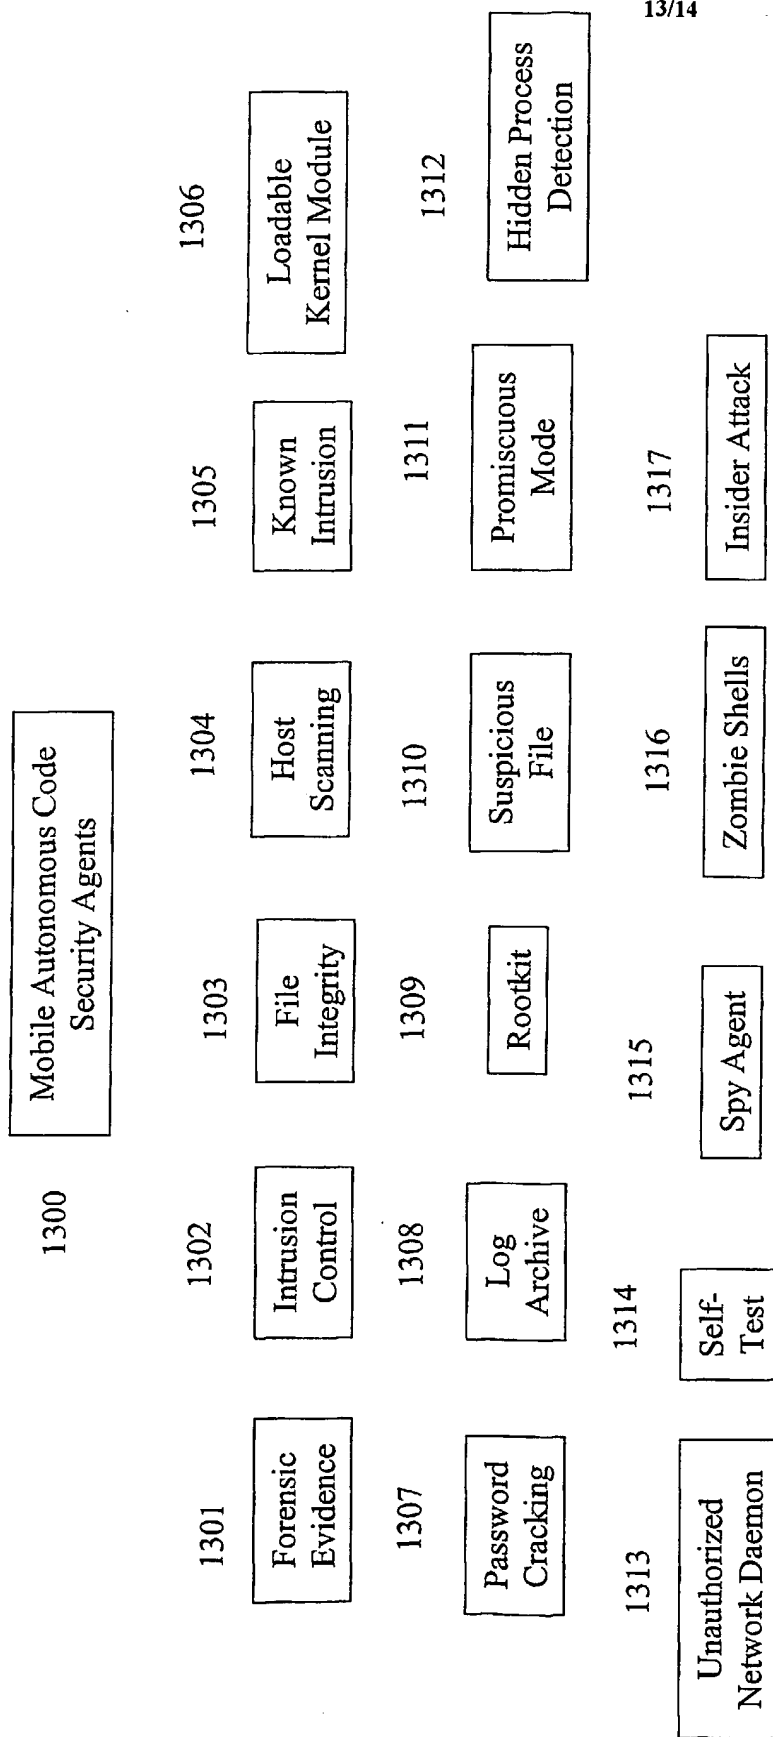 13/14
1300
Mobile Autonomous Code
Security Agents
1301
Forensic
Evidence
1302
Intrusion
Control
1303
File
Integrity
1304
Host
Scanning
1305
Known
Intrusion
1306
Loadable
Kernel Module
1307
Password
Cracking
1308
Log
Archive
1309
Rootkit
1310
Suspicious
File
1311
Promiscuous
Mode
1312
Hidden Process
Detection
1313
Unauthorized
Network Daemon
1314
Self-
Test
1315
Spy Agent
1316
Zombie Shells
1317
Insider Attack